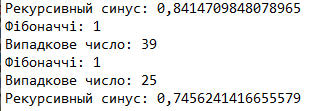 Рекурсивный синус: 0,8414709848078965
Фібоначчі: 1
Випадкове число: 39
Фібоначчі: 1
Випадкове число: 25
Рекурсивный синус: 0,7456241416655579